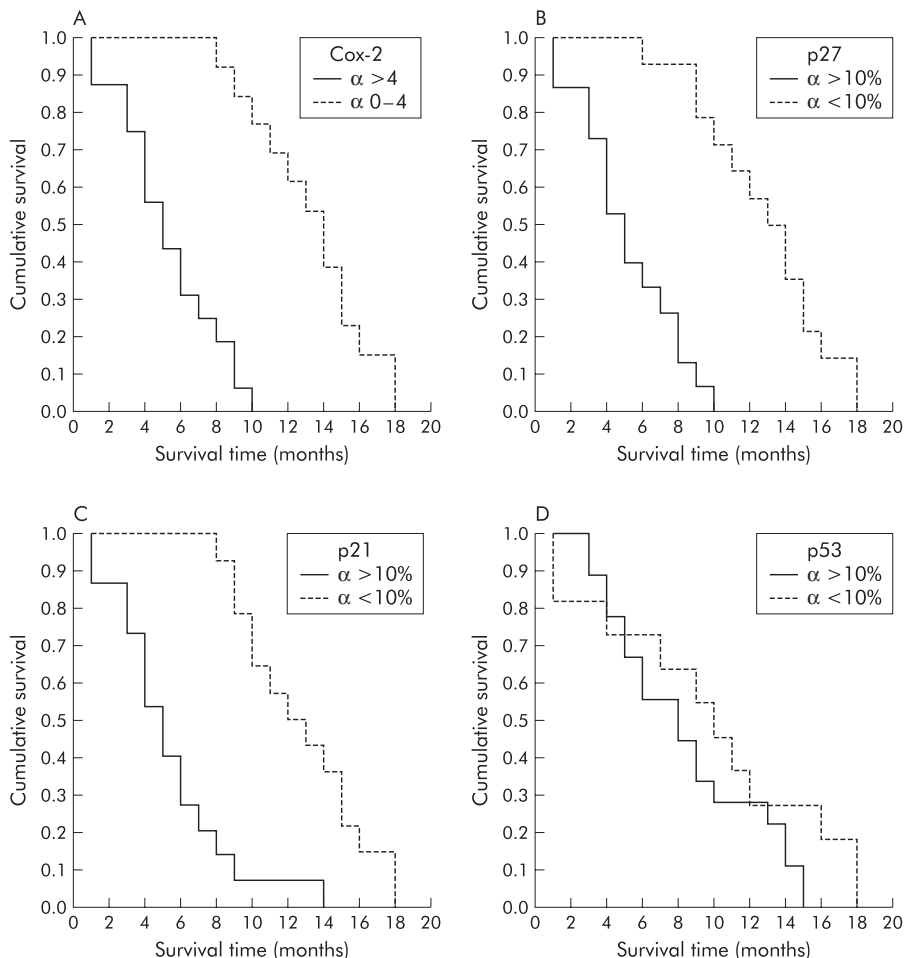 A
Cox-2
α >4
α 0–4
Cumulative survival
1.0
0.9
0.8
0.7
0.6
0.5
0.4
0.3
0.2
0.1
0.0
0 2 4 6 8 10 12 14 16 18 20
Survival time (months)
B
p27
α >10%
α <10%
Cumulative survival
1.0
0.9
0.8
0.7
0.6
0.5
0.4
0.3
0.2
0.1
0.0
0 2 4 6 8 10 12 14 16 18 20
Survival time (months)
C
p21
α >10%
α <10%
Cumulative survival
1.0
0.9
0.8
0.7
0.6
0.5
0.4
0.3
0.2
0.1
0.0
0 2 4 6 8 10 12 14 16 18 20
Survival time (months)
D
p53
α >10%
α <10%
Cumulative survival
1.0
0.9
0.8
0.7
0.6
0.5
0.4
0.3
0.2
0.1
0.0
0 2 4 6 8 10 12 14 16 18 20
Survival time (months)